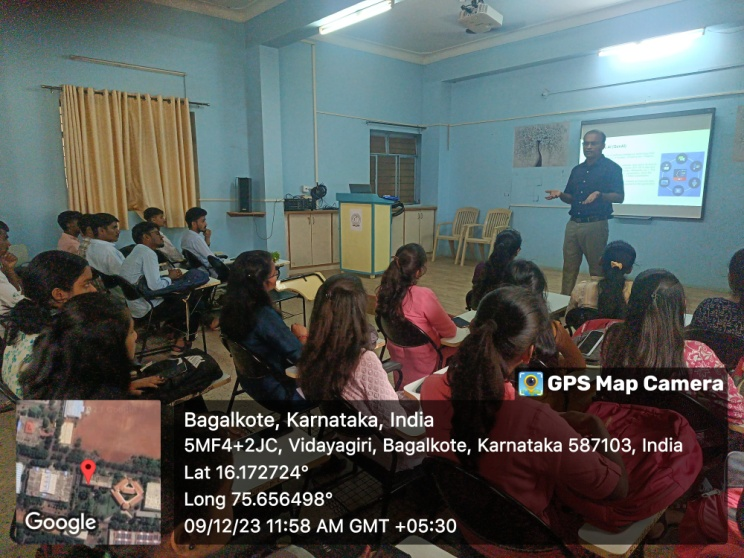 GPS Map Camera
Bagalkote, Karnataka, India
5MF4+2JC, Vidayagiri, Bagalkote, Karnataka 587103, India
Lat 16.172724°
Long 75.656498°
09/12/23 11:58 AM GMT +05:30
Google